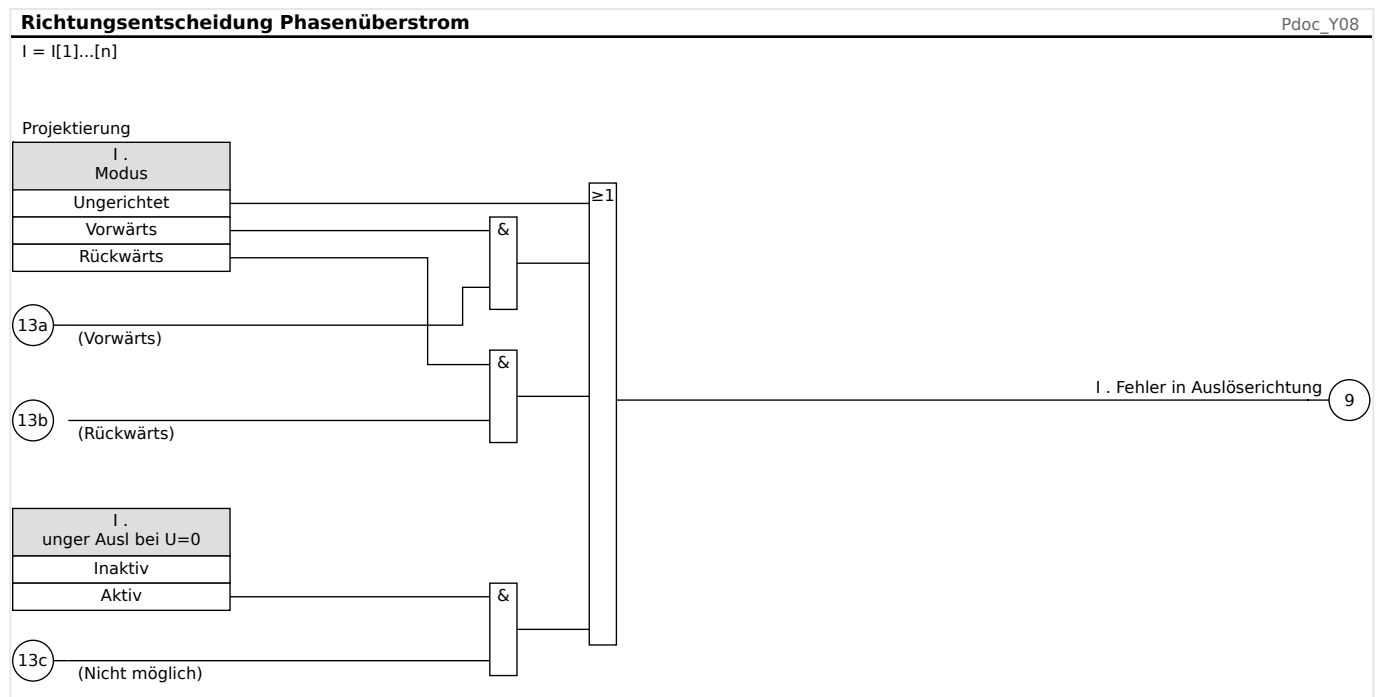 Richtungsentscheidung Phasenüberstrom
Pdoc_Y08
I = I[1]...[n]
Projektierung
I .
Modus
Ungerichtet
Vorwärts
Rückwärts
≥1
&
13a
(Vorwärts)
&
I . Fehler in Auslöserichtung
9
13b
(Rückwärts)
I .
unger Ausl bei U=0
Inaktiv
Aktiv
&
13c
(Nicht möglich)